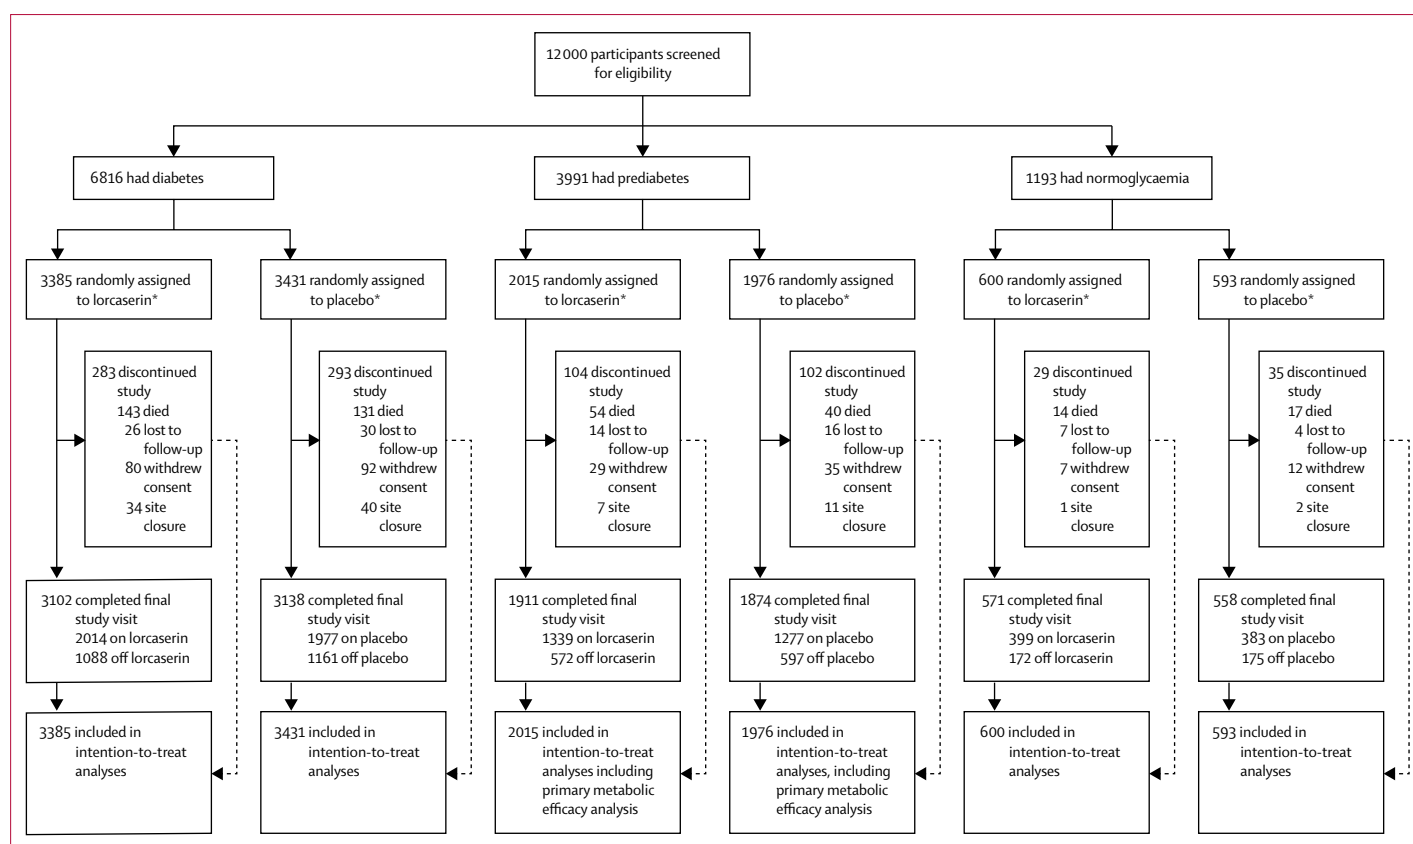 12 000 participants screened
for eligibility
6816 had diabetes
3991 had prediabetes
1193 had normoglycaemia
3385 randomly assigned
to lorcaserin*
3431 randomly assigned
to placebo*
2015 randomly assigned
to lorcaserin*
1976 randomly assigned
to placebo*
600 randomly assigned
to lorcaserin*
593 randomly assigned
to placebo*
283 discontinued
study
143 died
26 lost to
follow-up
80 withdrew
consent
34 site
closure
293 discontinued
study
131 died
30 lost to
follow-up
92 withdrew
consent
40 site
closure
104 discontinued
study
54 died
14 lost to
follow-up
29 withdrew
consent
7 site
closure
102 discontinued
study
40 died
16 lost to
follow-up
35 withdrew
consent
11 site
closure
29 discontinued
study
14 died
7 lost to
follow-up
7 withdrew
consent
1 site
closure
35 discontinued
study
17 died
4 lost to
follow-up
12 withdrew
consent
2 site
closure
3102 completed final
study visit
2014 on lorcaserin
1088 off lorcaserin
3138 completed final
study visit
1977 on placebo
1161 off placebo
1911 completed final
study visit
1339 on lorcaserin
572 off lorcaserin
1874 completed final
study visit
1277 on placebo
597 off placebo
571 completed final
study visit
399 on lorcaserin
172 off lorcaserin
558 completed final
study visit
383 on placebo
175 off placebo
3385 included in
intention-to-treat
analyses
3431 included in
intention-to-treat
analyses
2015 included in
intention-to-treat
analyses including
primary metabolic
efficacy analysis
1976 included in
intention-to-treat
analyses, including
primary metabolic
efficacy analysis
600 included in
intention-to-treat
analyses
593 included in
intention-to-treat
analyses